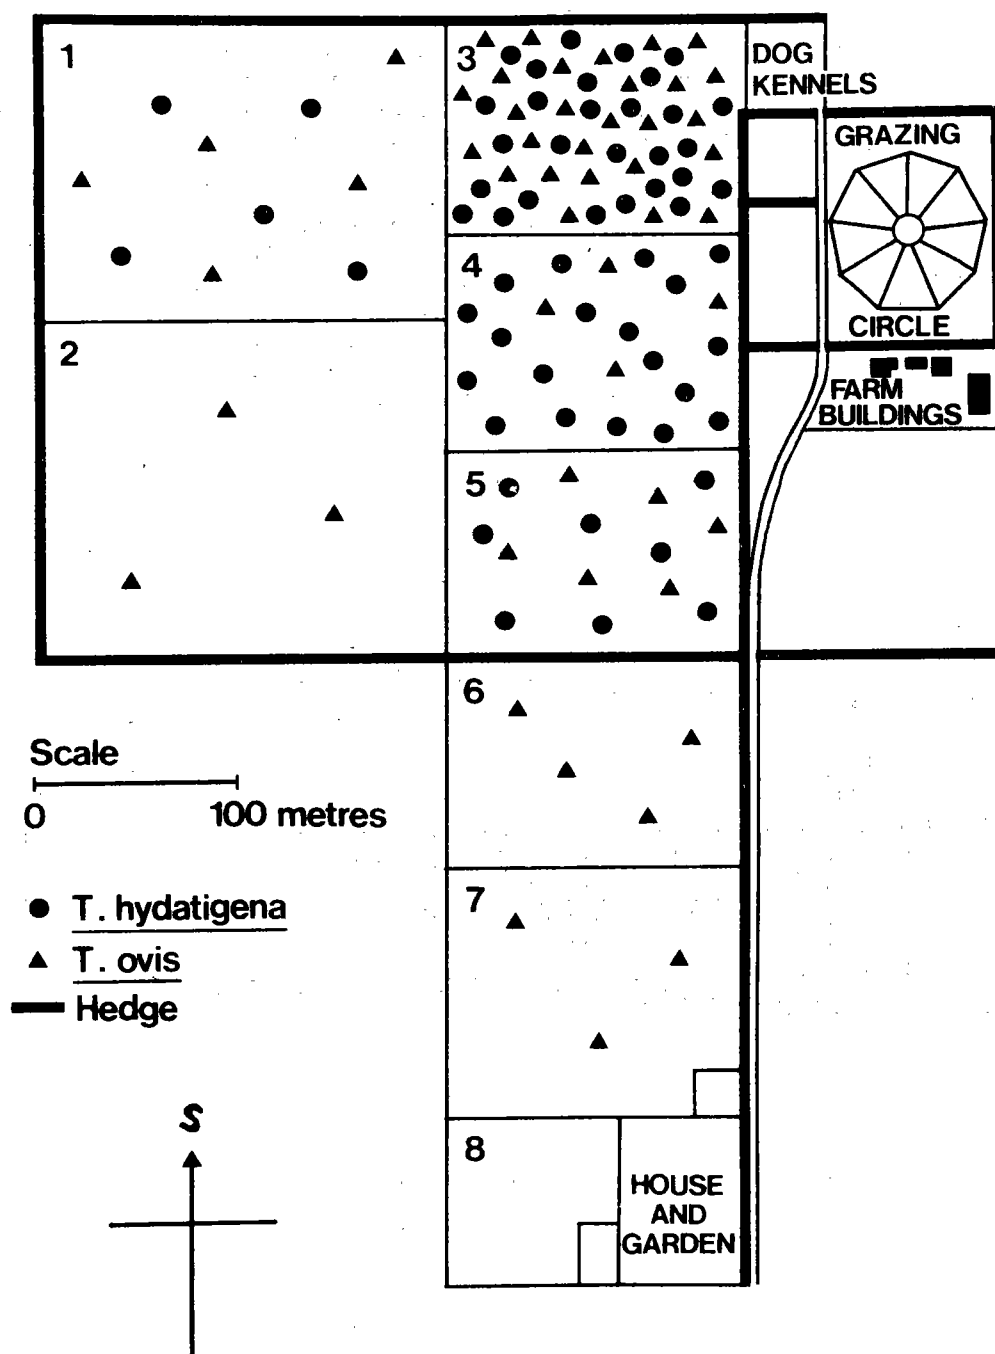 1
3
DOG
KENNELS
GRAZING
CIRCLE
4
2
FARM
BUILDINGS
5
6
Scale
0 100 metres
T. hydatigena
T. ovis
Hedge
7
S
8
HOUSE
AND
GARDEN